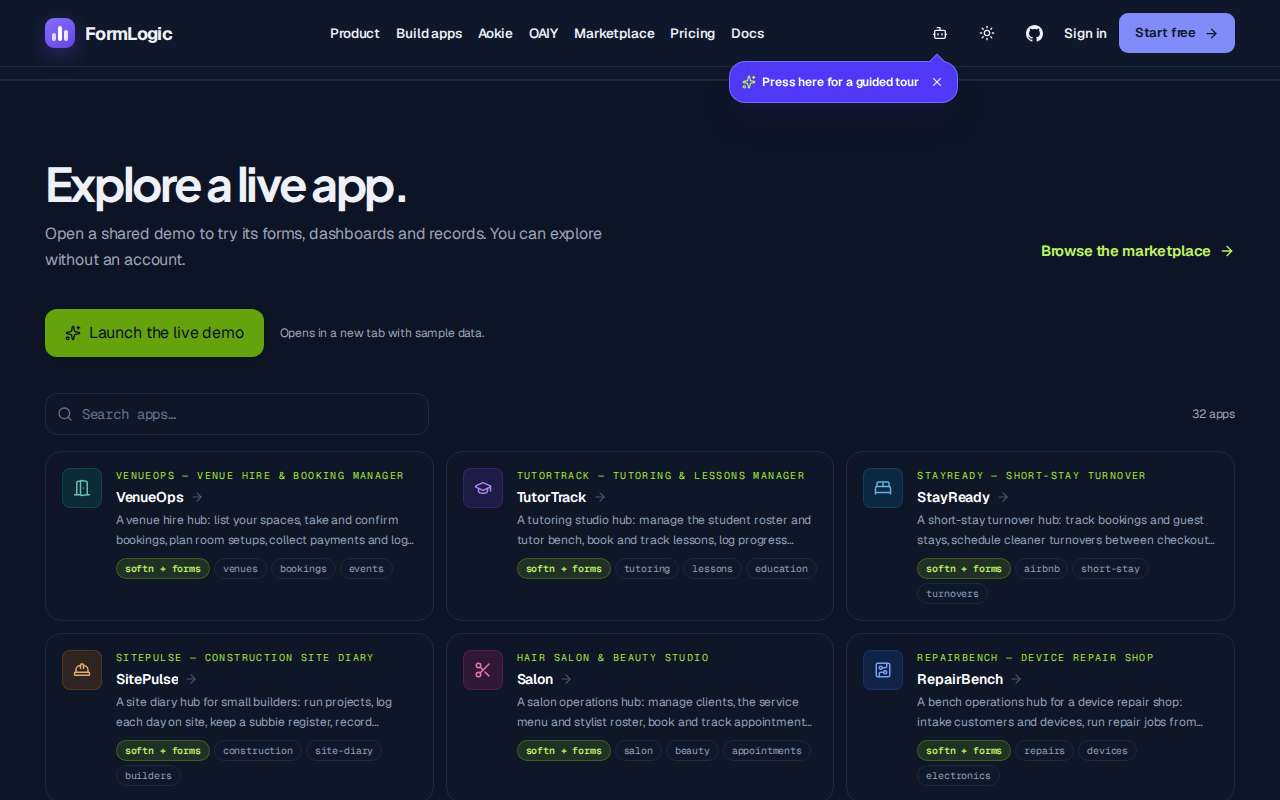 FormLogic
Product Build apps Aokie OAIY Marketplace Pricing Docs
Sign in
Start free
Press here for a guided tour
Explore a live app.
Open a shared demo to try its forms, dashboards and records. You can explore
without an account.
Browse the marketplace
Launch the live demo
Opens in a new tab with sample data.
Search apps…
32 apps
VENUEOPS — VENUE HIRE & BOOKING MANAGER
VenueOps
A venue hire hub: list your spaces, take and confirm
bookings, plan room setups, collect payments and log…
softn + forms venues bookings events
TUTORTRACK — TUTORING & LESSONS MANAGER
TutorTrack
A tutoring studio hub: manage the student roster and
tutor bench, book and track lessons, log progress…
softn + forms tutoring lessons education
STAYREADY — SHORT-STAY TURNOVER
StayReady
A short-stay turnover hub: track bookings and guest
stays, schedule cleaner turnovers between checkout…
softn + forms airbnb short-stay
turnovers
SITEPULSE — CONSTRUCTION SITE DIARY
SitePulse
A site diary hub for small builders: run projects, log
each day on site, keep a subbie register, record…
softn + forms construction site-diary
builders
HAIR SALON & BEAUTY STUDIO
Salon
A salon operations hub: manage clients, the service
menu and stylist roster, book and track appointment…
softn + forms salon beauty appointments
REPAIRBENCH — DEVICE REPAIR SHOP
RepairBench
A bench operations hub for a device repair shop:
intake customers and devices, run repair jobs from…
softn + forms repairs devices
electronics